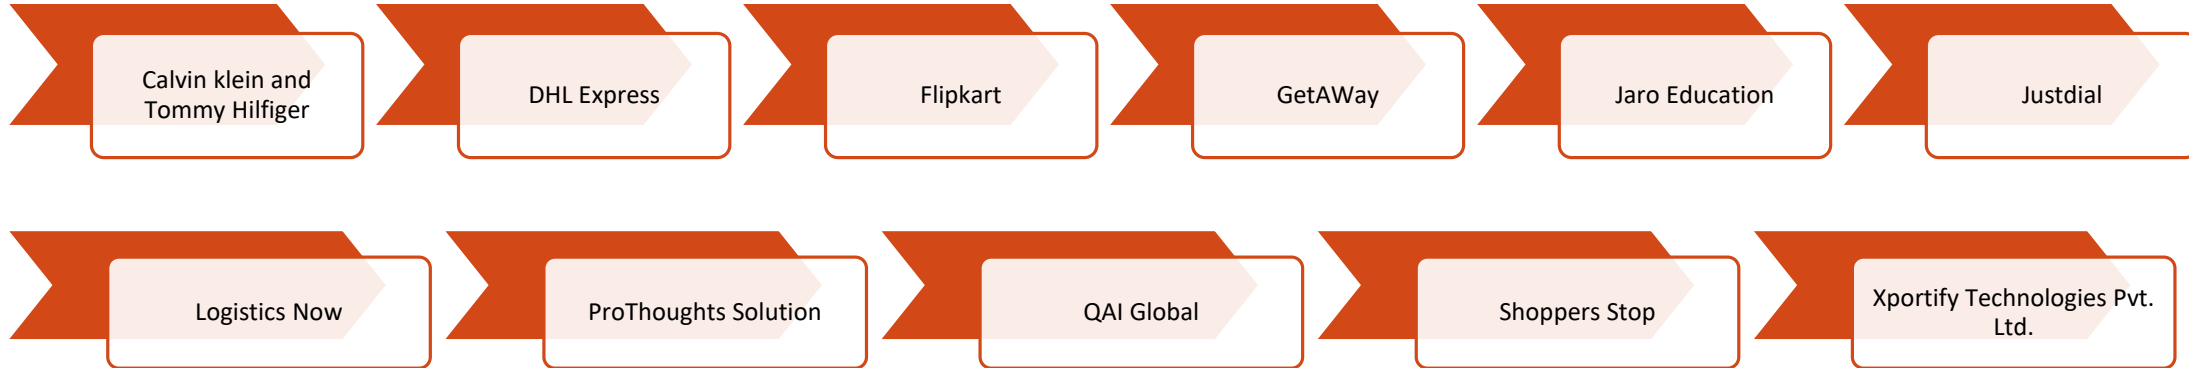 Calvin klein and
Tommy Hilfiger
DHL Express
Flipkart
GetAWay
Jaro Education
Justdial
Logistics Now
ProThoughts Solution
QAI Global
Shoppers Stop
Xportify Technologies Pvt.
Ltd.